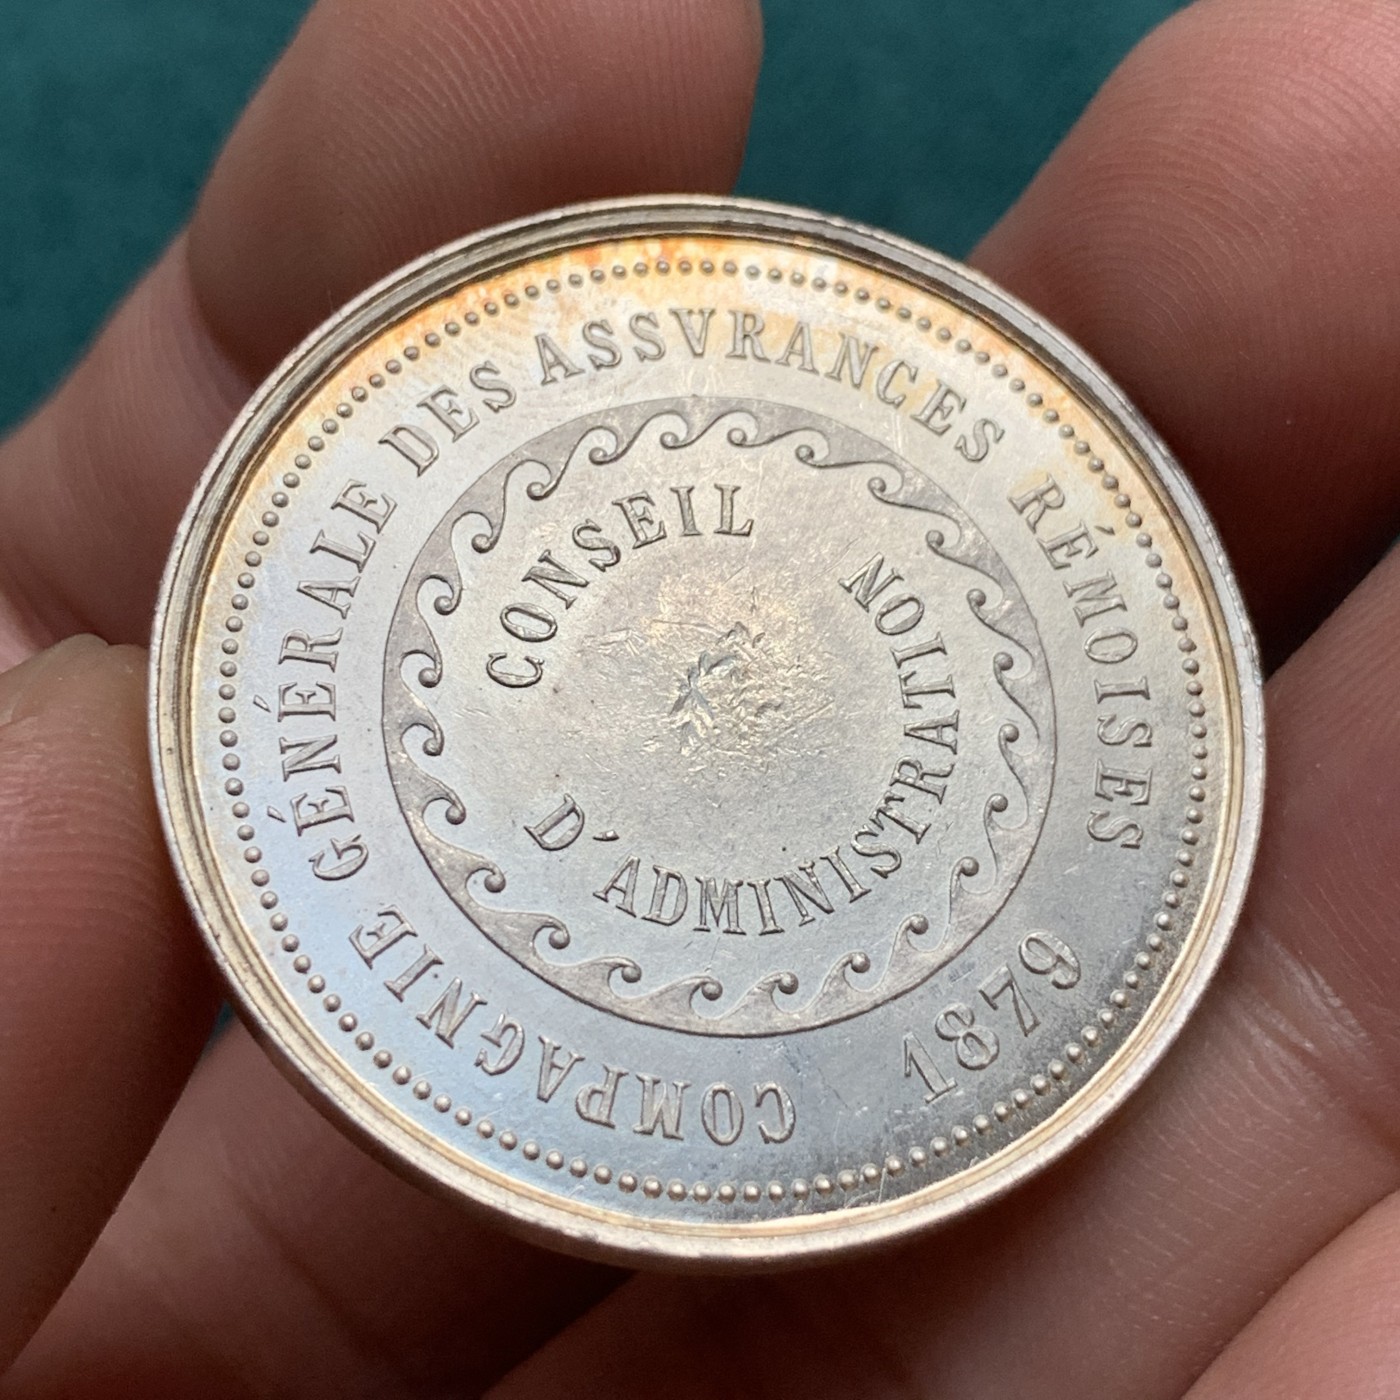 COMPAGNIE GÉNÉRALE DES ASSVRANCES RÉMOISES
1879
CONSEIL
D'ADMINISTRATION